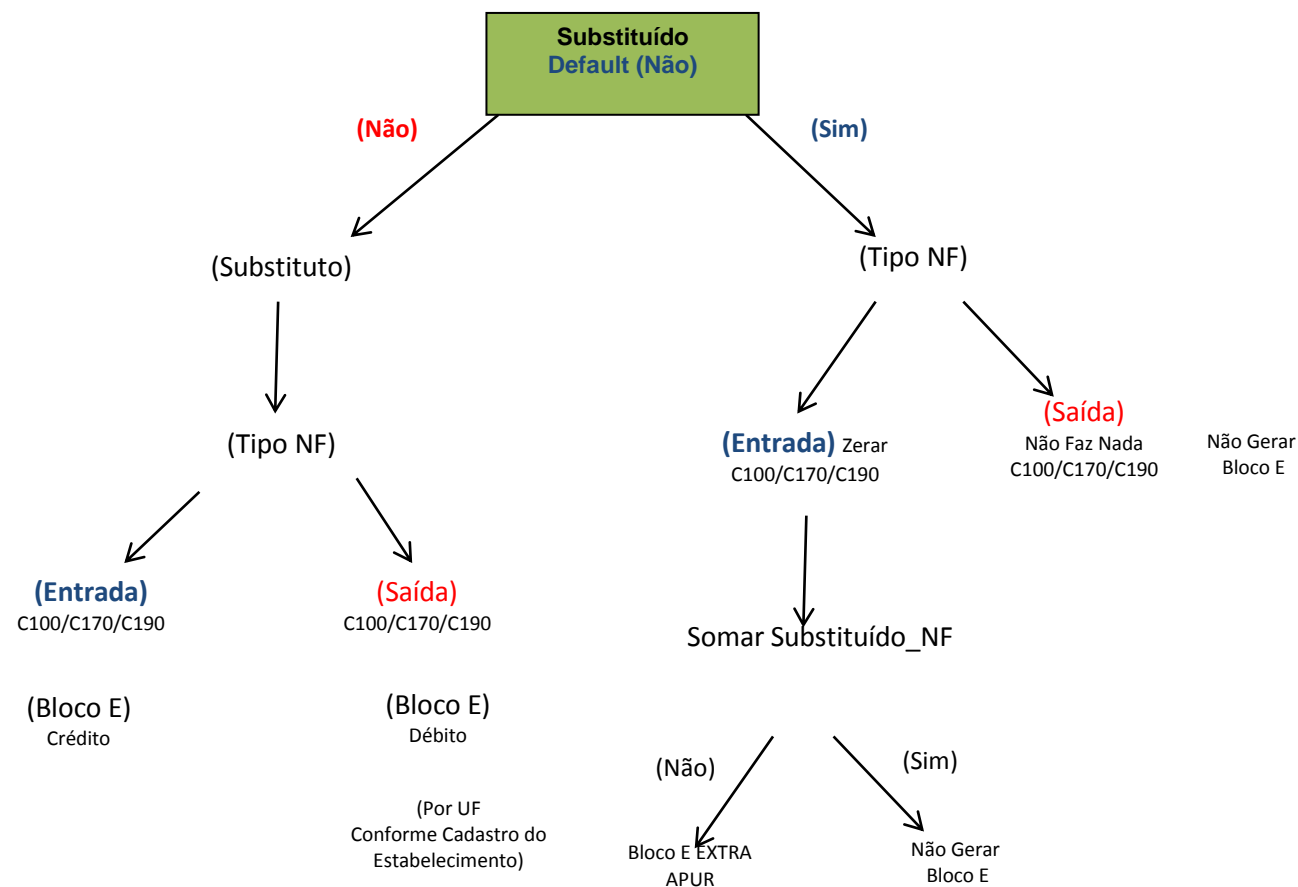 Substituído
Default (Não)
(Não)
(Sim)
(Substituto)
(Tipo NF)
(Tipo NF)
(Entrada) Zerar
C100/C170/C190
(Saída)
Não Faz Nada
C100/C170/C190
Não Gerar
Bloco E
(Entrada)
C100/C170/C190
(Saída)
C100/C170/C190
Somar Substituído_NF
(Bloco E)
Crédito
(Bloco E)
Débito
(Não)
(Sim)
(Por UF
Conforme Cadastro do
Estabelecimento)
Bloco E EXTRA
APUR
Não Gerar
Bloco E